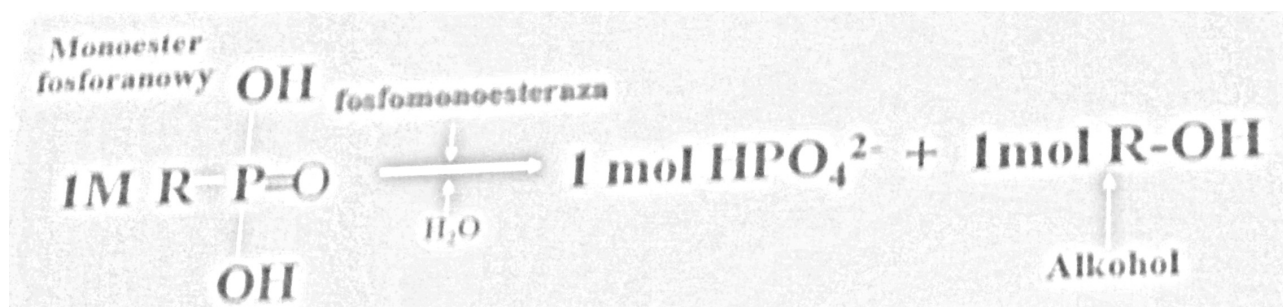 Monoester
fosforanowy
OH
fosfomonoesteraza
1M R-P=O
1 mol HPO₄²⁻ + 1mol R-OH
H₂O
OH
Alkohol